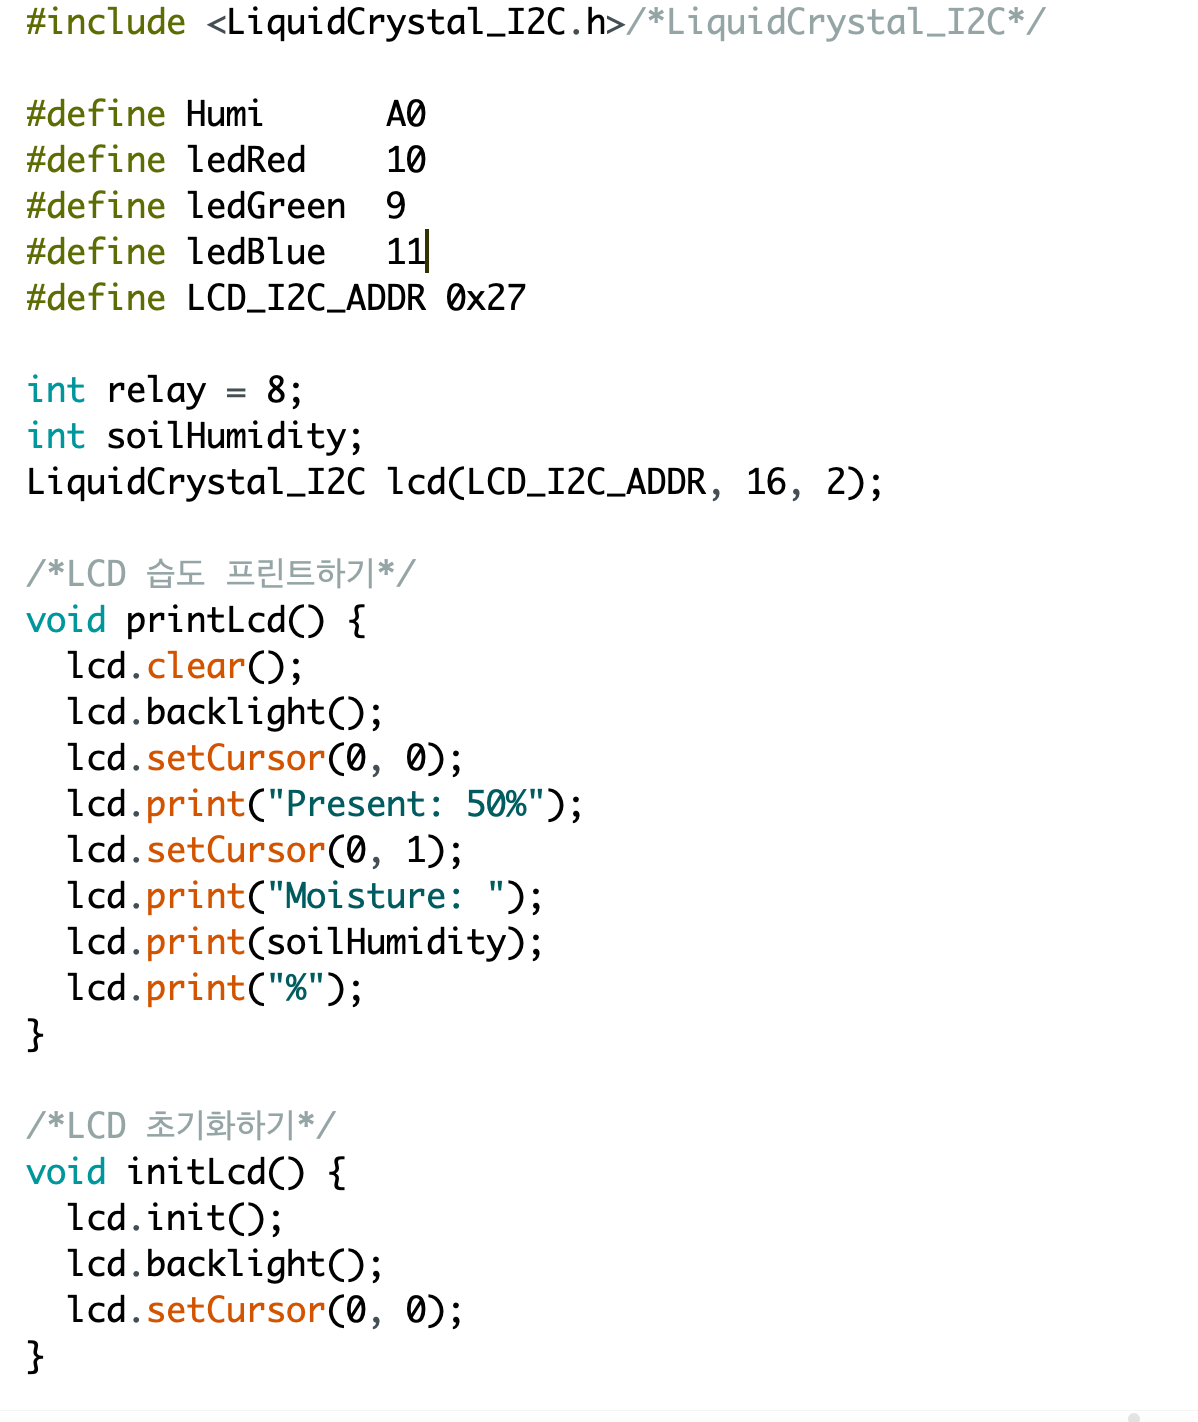 #include <LiquidCrystal_I2C.h>/*LiquidCrystal_I2C*/
#define Humi      A0
#define ledRed    10
#define ledGreen  9
#define ledBlue   11
#define LCD_I2C_ADDR 0x27
int relay = 8;
int soilHumidity;
LiquidCrystal_I2C lcd(LCD_I2C_ADDR, 16, 2);
/*LCD 습도 프린트하기*/
void printLcd() {
  lcd.clear();
  lcd.backlight();
  lcd.setCursor(0, 0);
  lcd.print("Present: 50%");
  lcd.setCursor(0, 1);
  lcd.print("Moisture: ");
  lcd.print(soilHumidity);
  lcd.print("%");
}
/*LCD 초기화하기*/
void initLcd() {
  lcd.init();
  lcd.backlight();
  lcd.setCursor(0, 0);
}